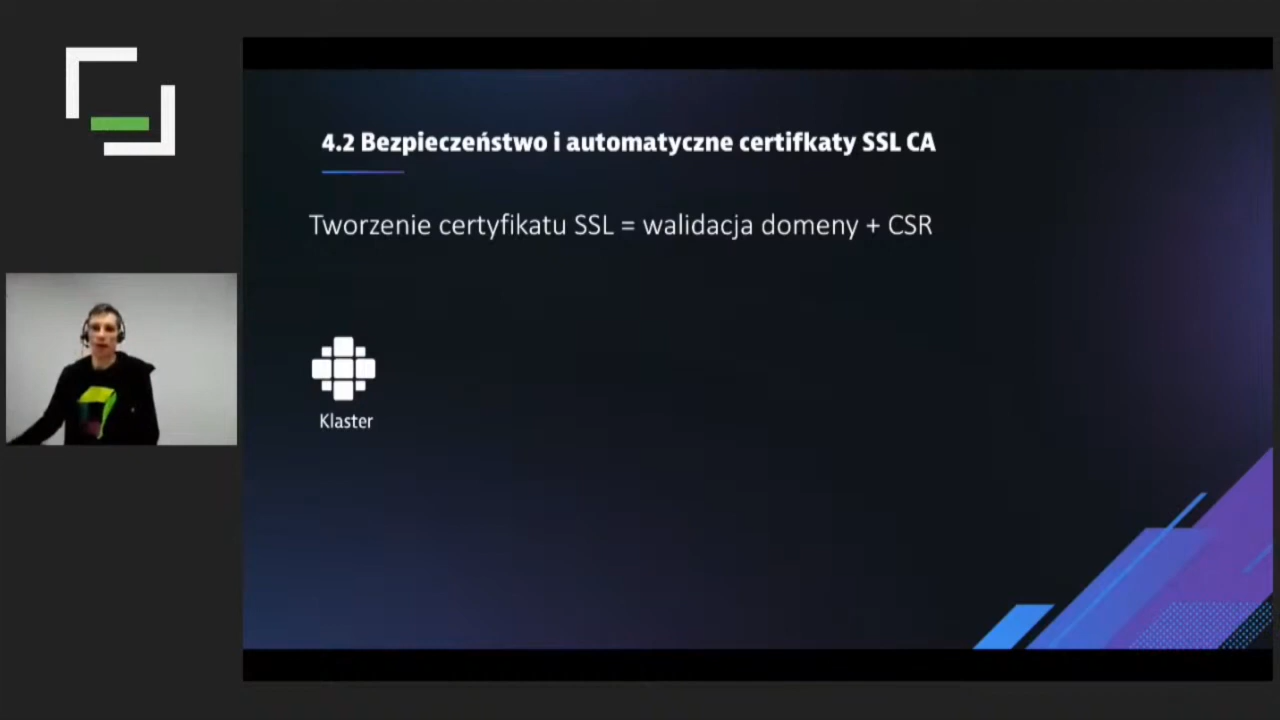 4.2 Bezpieczeństwo i automatyczne certifkaty SSL CA
Tworzenie certyfikatu SSL = walidacja domeny + CSR
Klaster